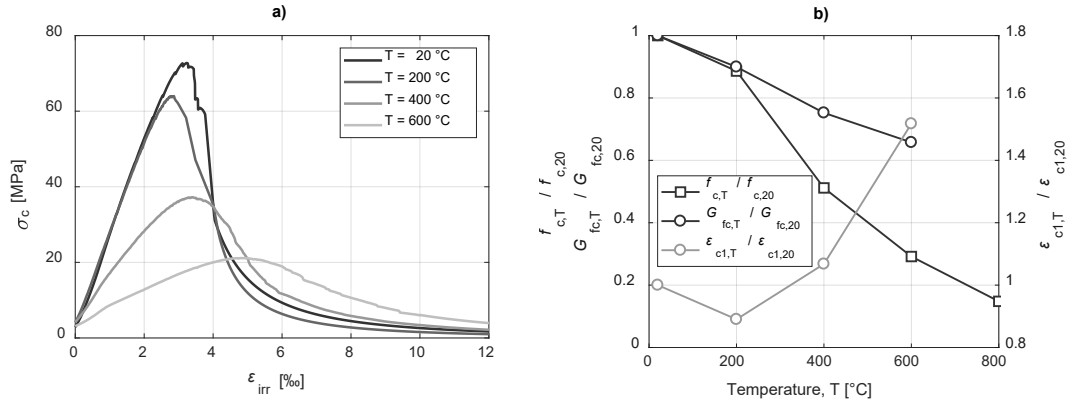 a)
80
60
40
20
0
σc [MPa]
0 2 4 6 8 10 12
εirr [‰]
T = 20 °C
T = 200 °C
T = 400 °C
T = 600 °C
b)
1
0.8
0.6
0.4
0.2
0
fc,T / fc,20
Gfc,T / Gfc,20
0 200 400 600 800
Temperature, T [°C]
fc,T / fc,20
Gfc,T / Gfc,20
εc1,T / εc1,20
1.8
1.6
1.4
1.2
1
0.8
εc1,T / εc1,20